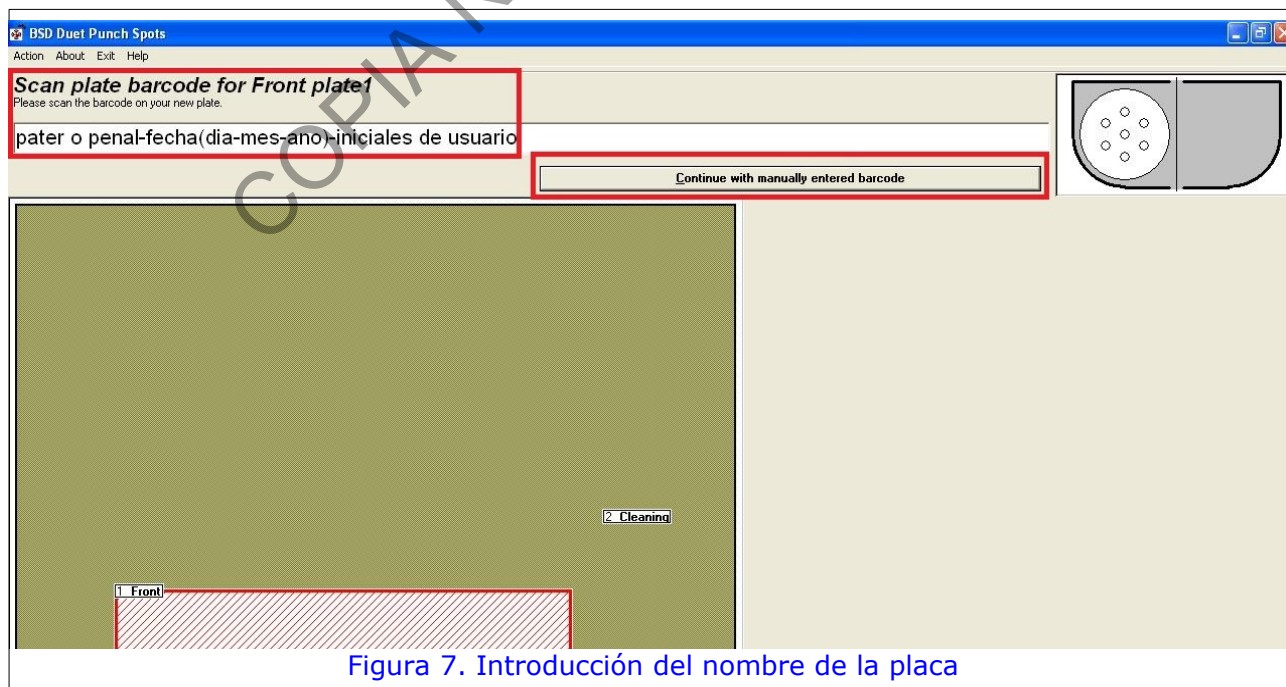 BSD Duet Punch Spots
Action About Exit Help
Scan plate barcode for Front plate1
Please scan the barcode on your new plate.
pater o penal-fecha(dia-mes-ano)-iniciales de usuario
Continue with manually entered barcode
2 Cleaning
1 Front
COPIA
Figura 7. Introducción del nombre de la placa